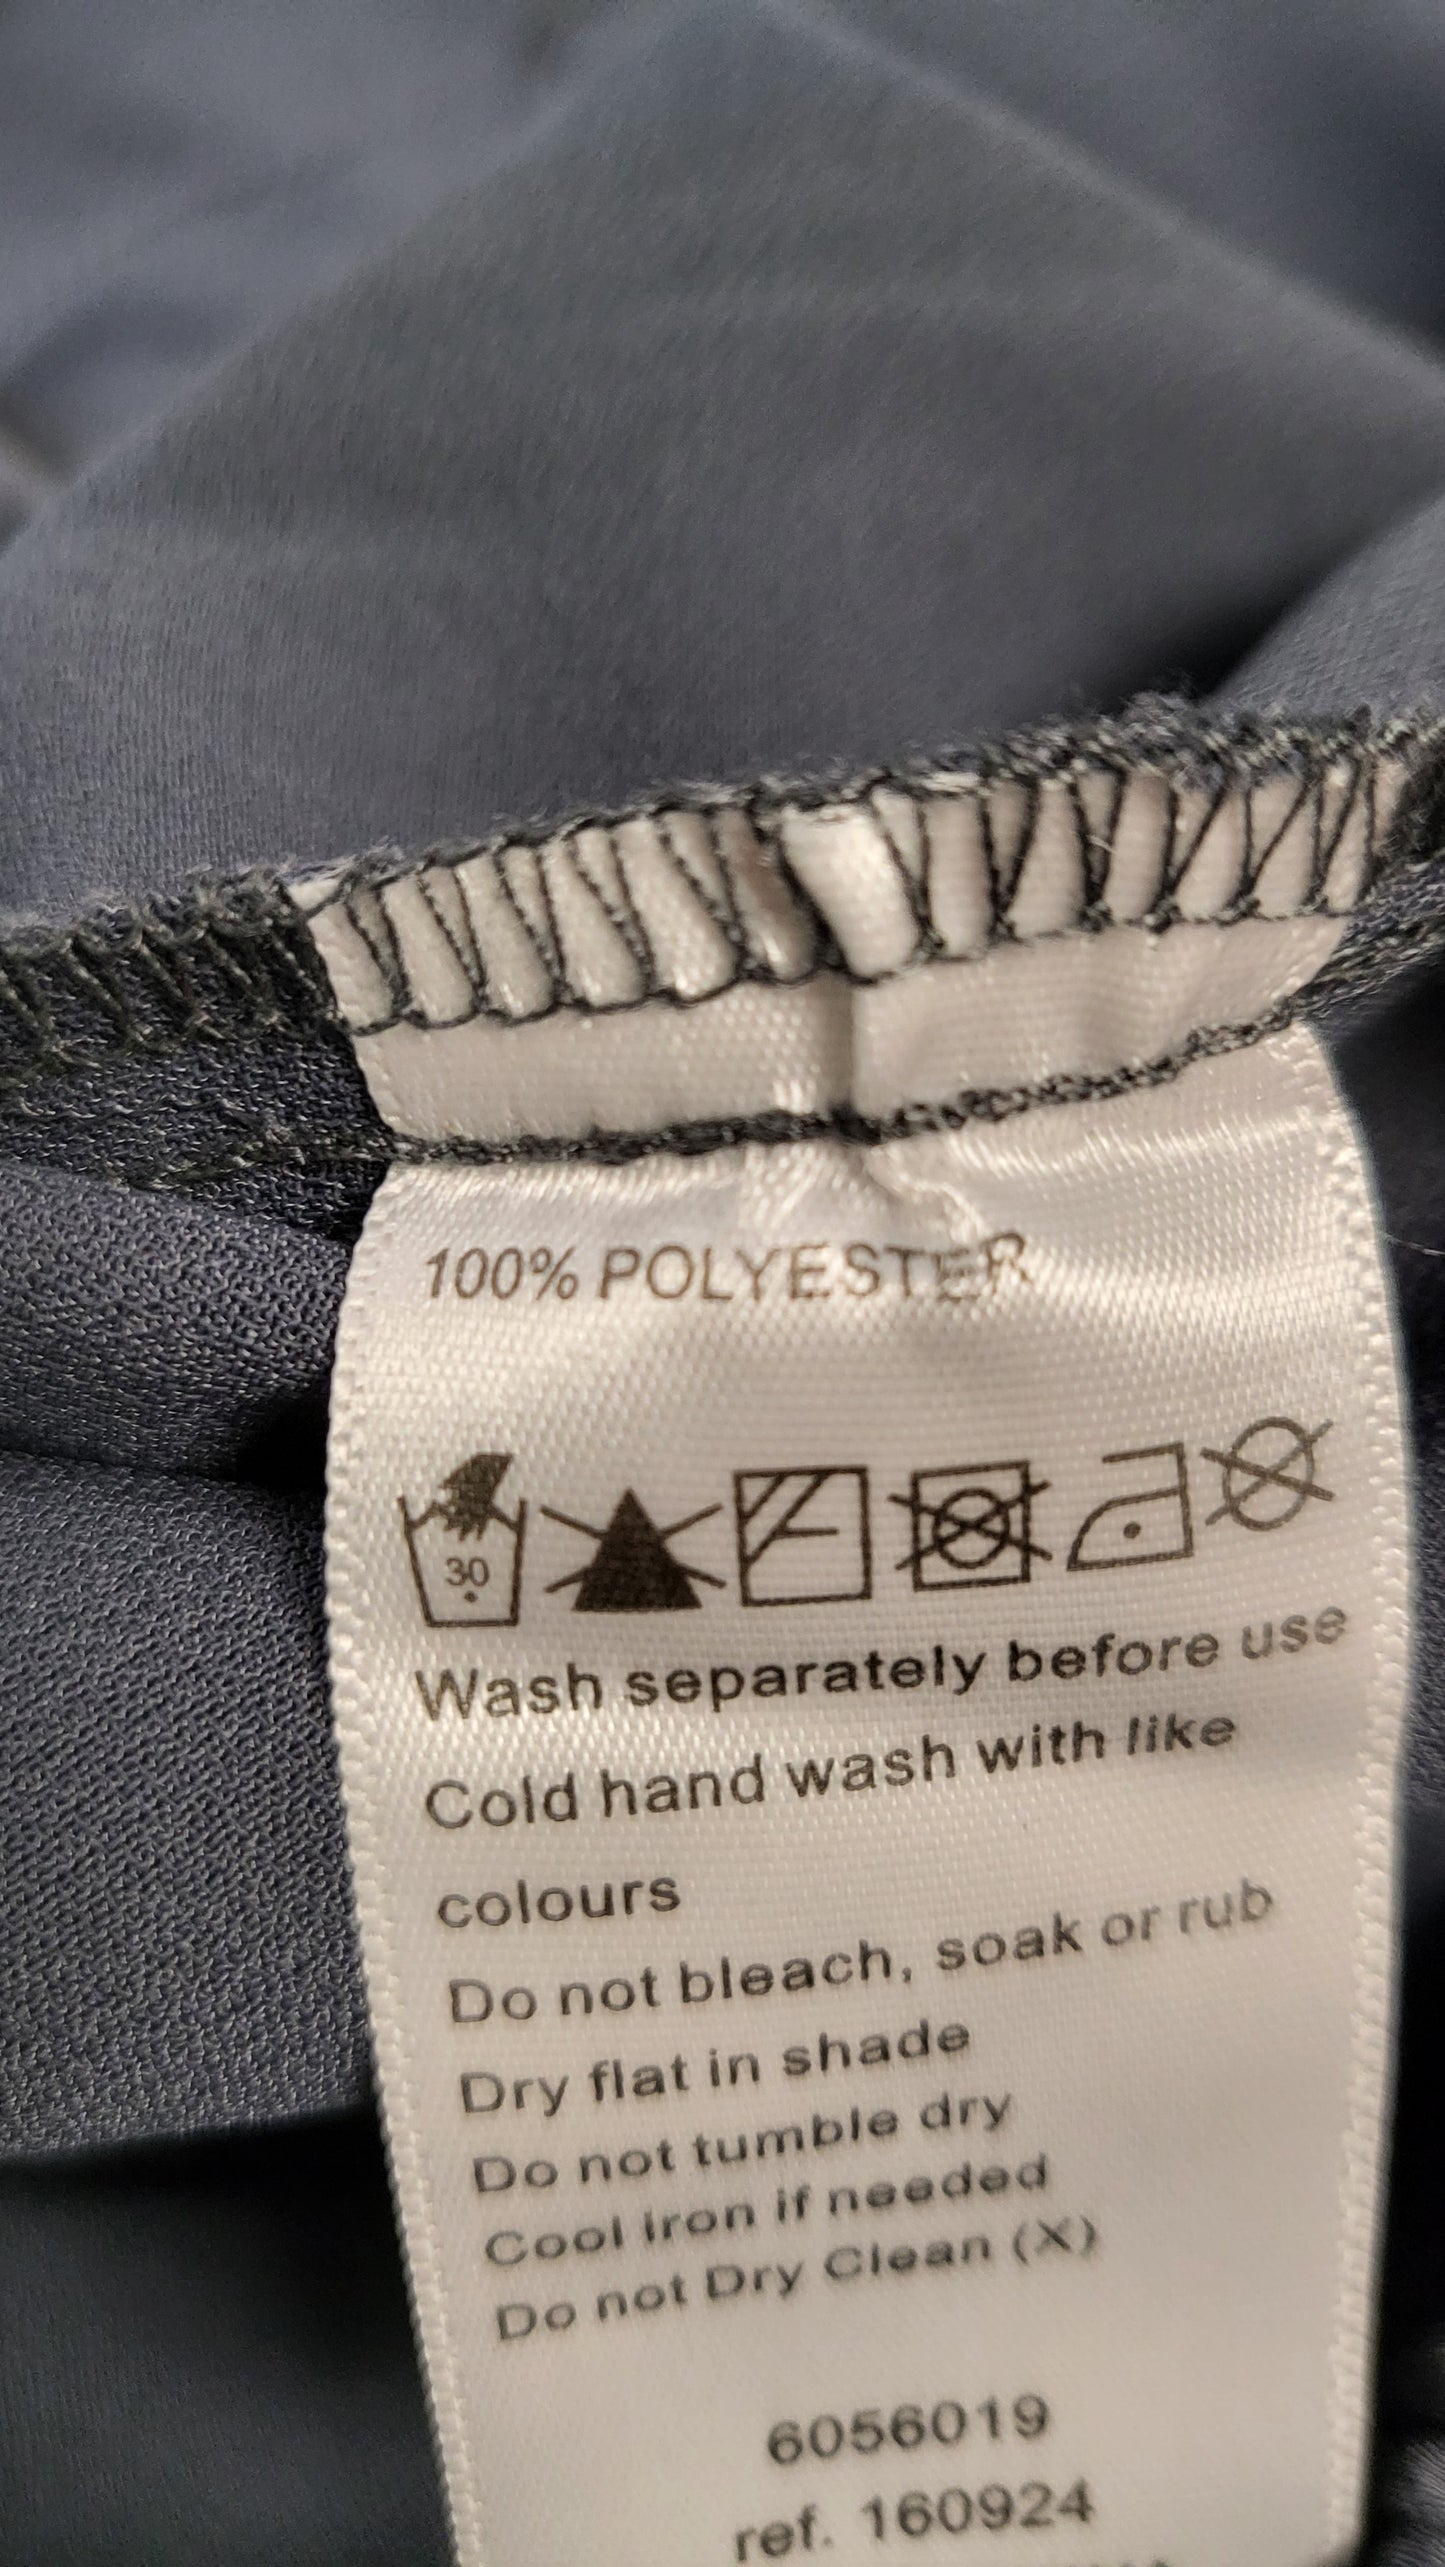 100% POLYESTER
30
Wash separately before use
Cold hand wash with like
colours
Do not bleach, soak or rub
Dry flat in shade
Do not tumble dry
Cool iron if needed
Do not Dry Clean (X)
6056019
ref. 160924